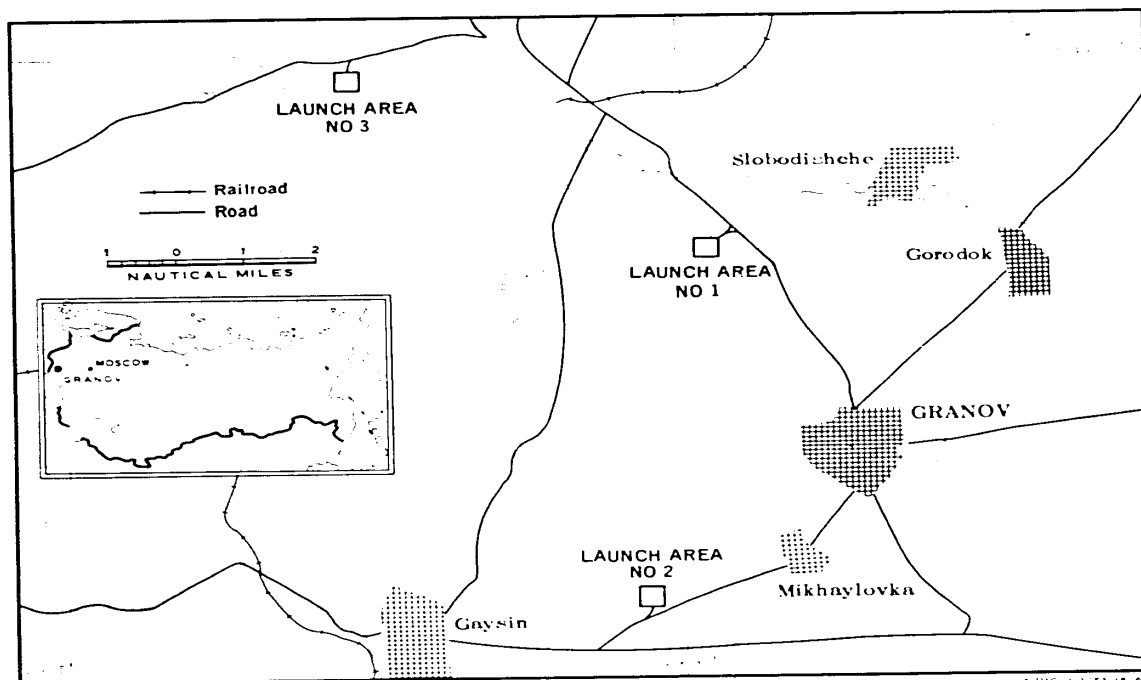 LAUNCH AREA
NO 3
Slobodishche
Railroad
Road
Gorodok
1 0 1 2
NAUTICAL MILES
LAUNCH AREA
NO 1
MOSCOW
GRANOV
GRANOV
LAUNCH AREA
NO 2
Mikhaylovka
Gaysin